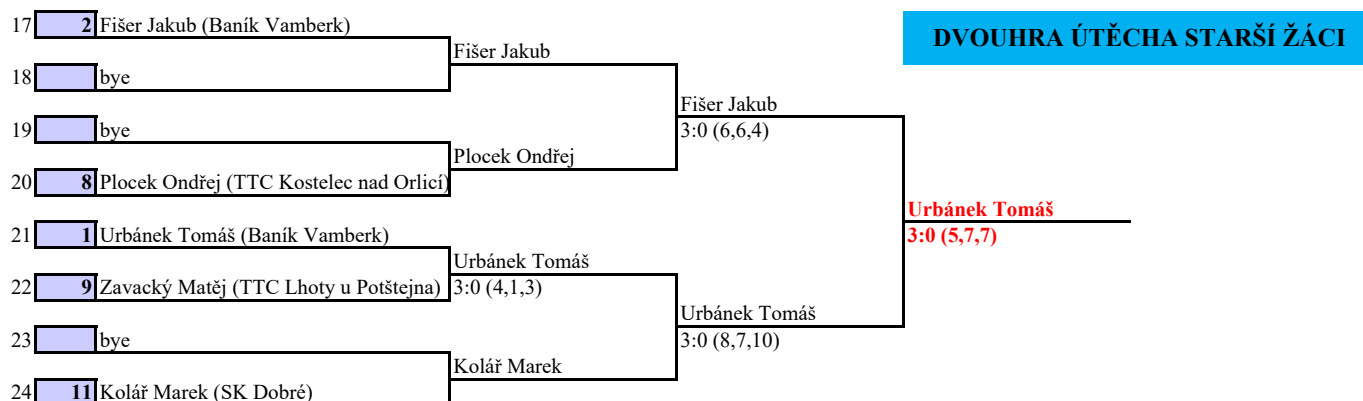 17 2 Fišer Jakub (Baník Vamberk)
DVOUHRA ÚTĚCHA STARŠÍ ŽÁCI
Fišer Jakub
18 bye
Fišer Jakub
19 bye
3:0 (6,6,4)
Plocek Ondřej
20 8 Plocek Ondřej (TTC Kostelec nad Orlicí)
Urbánek Tomáš
21 1 Urbánek Tomáš (Baník Vamberk)
3:0 (5,7,7)
Urbánek Tomáš
22 9 Zavacký Matěj (TTC Lhoty u Potštejna)
3:0 (4,1,3)
Urbánek Tomáš
23 bye
3:0 (8,7,10)
Kolář Marek
24 11 Kolář Marek (SK Dobré)